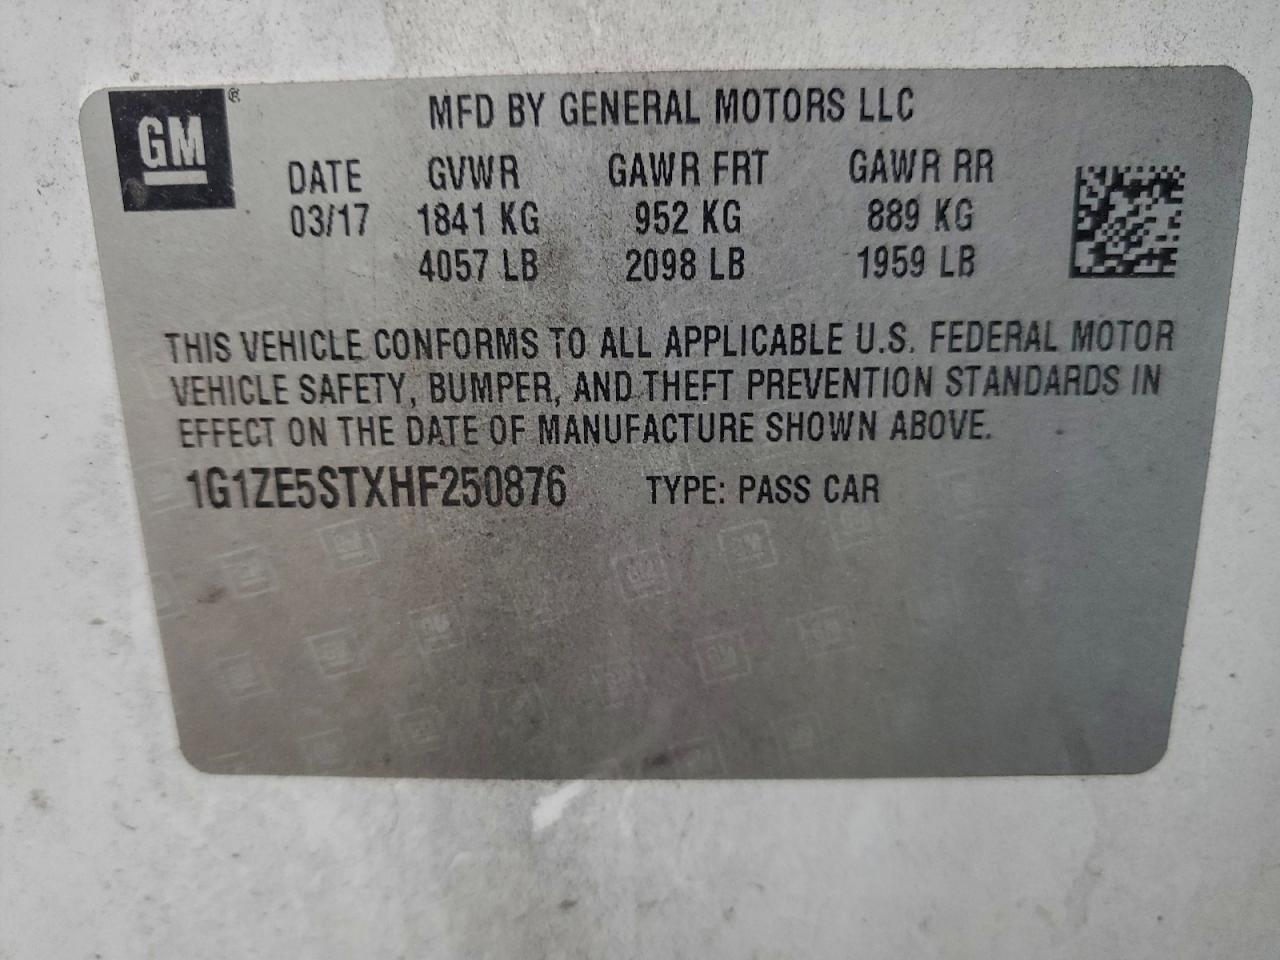 GM®
MFD BY GENERAL MOTORS LLC
DATE GVWR GAWR FRT GAWR RR
03/17 1841 KG 952 KG 889 KG
4057 LB 2098 LB 1959 LB
THIS VEHICLE CONFORMS TO ALL APPLICABLE U.S. FEDERAL MOTOR
VEHICLE SAFETY, BUMPER, AND THEFT PREVENTION STANDARDS IN
EFFECT ON THE DATE OF MANUFACTURE SHOWN ABOVE.
1G1ZE5STXHF250876 TYPE: PASS CAR